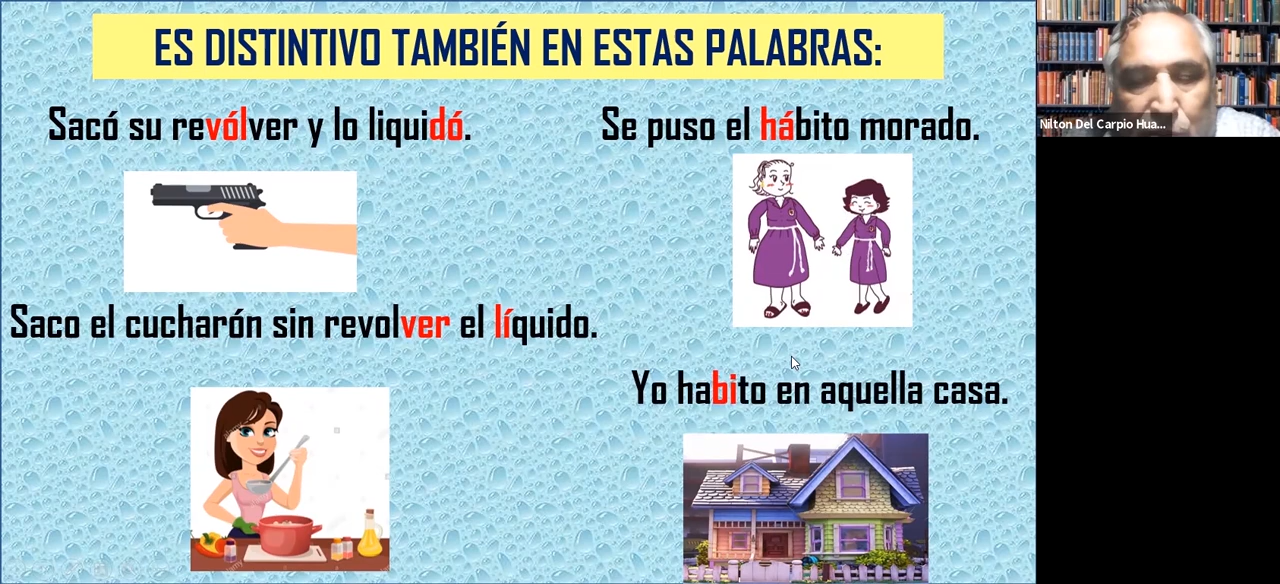 ES DISTINTIVO TAMBIÉN EN ESTAS PALABRAS:
Sacó su revólver y lo liquidó.
Se puso el hábito morado.
Saco el cucharón sin revolver el líquido.
Yo habito en aquella casa.
Nilton Del Carpio Hua...